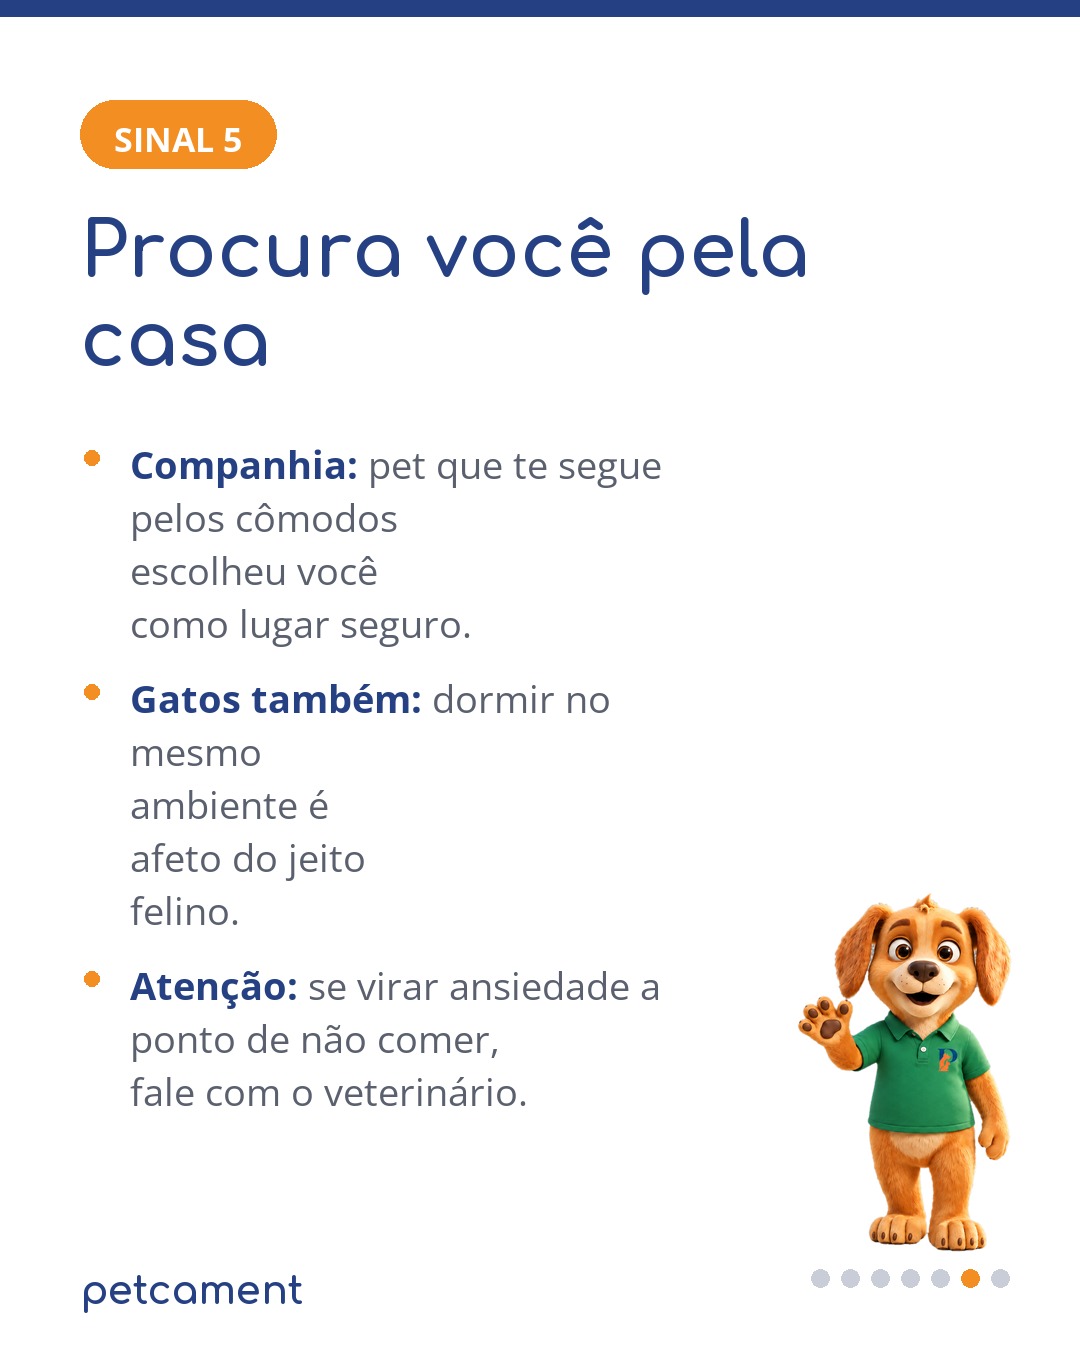 SINAL 5
Procura você pela
casa
Companhia: pet que te segue
pelos cômodos
escolheu você
como lugar seguro.
Gatos também: dormir no
mesmo
ambiente é
afeto do jeito
felino.
Atenção: se virar ansiedade a
ponto de não comer,
fale com o veterinário.
P
petcament